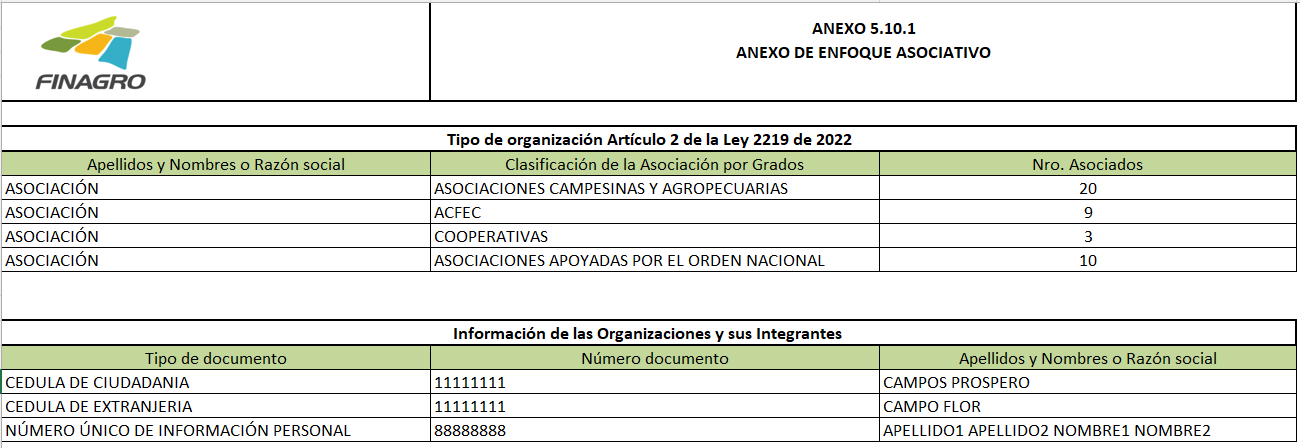 FINAGRO
ANEXO 5.10.1
ANEXO DE ENFOQUE ASOCIATIVO
Tipo de organización Artículo 2 de la Ley 2219 de 2022
Apellidos y Nombres o Razón social Clasificación de la Asociación por Grados Nro. Asociados
ASOCIACIÓN ASOCIACIONES CAMPESINAS Y AGROPECUARIAS 20
ASOCIACIÓN ACFEC 9
ASOCIACIÓN COOPERATIVAS 3
ASOCIACIÓN ASOCIACIONES APOYADAS POR EL ORDEN NACIONAL 10
Información de las Organizaciones y sus Integrantes
Tipo de documento Número documento Apellidos y Nombres o Razón social
CEDULA DE CIUDADANIA 11111111 CAMPOS PROSPERO
CEDULA DE EXTRANJERIA 11111111 CAMPO FLOR
NÚMERO ÚNICO DE INFORMACIÓN PERSONAL 88888888 APELLIDO1 APELLIDO2 NOMBRE1 NOMBRE2